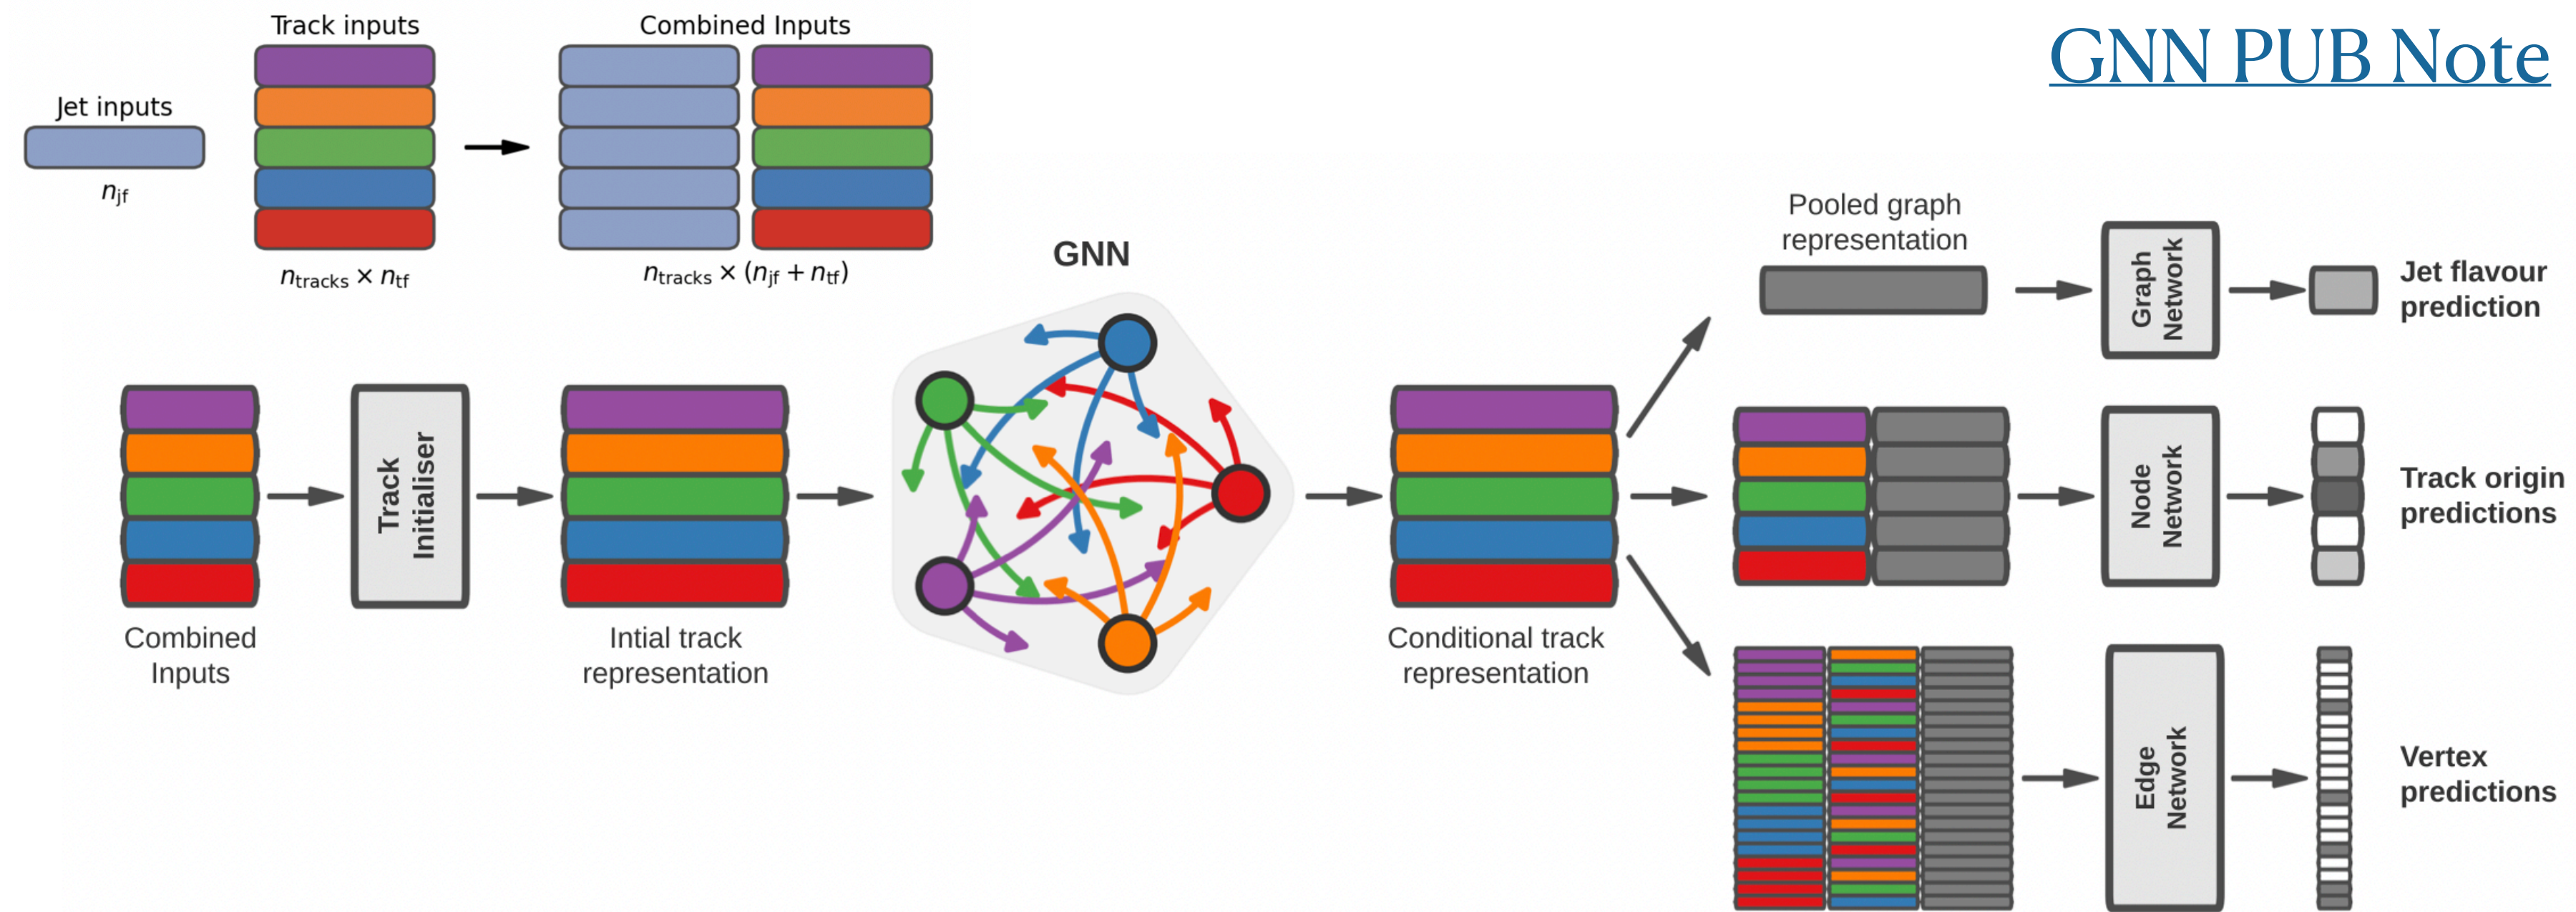 Track inputs
Combined Inputs
GNN PUB Note
Jet inputs
n_jf
n_tracks × n_tf
n_tracks × (n_jf + n_tf)
GNN
Pooled graph
representation
Graph
Network
Jet flavour
prediction
Track
Initialiser
Node
Network
Track origin
predictions
Combined
Inputs
Intial track
representation
Conditional track
representation
Edge
Network
Vertex
predictions